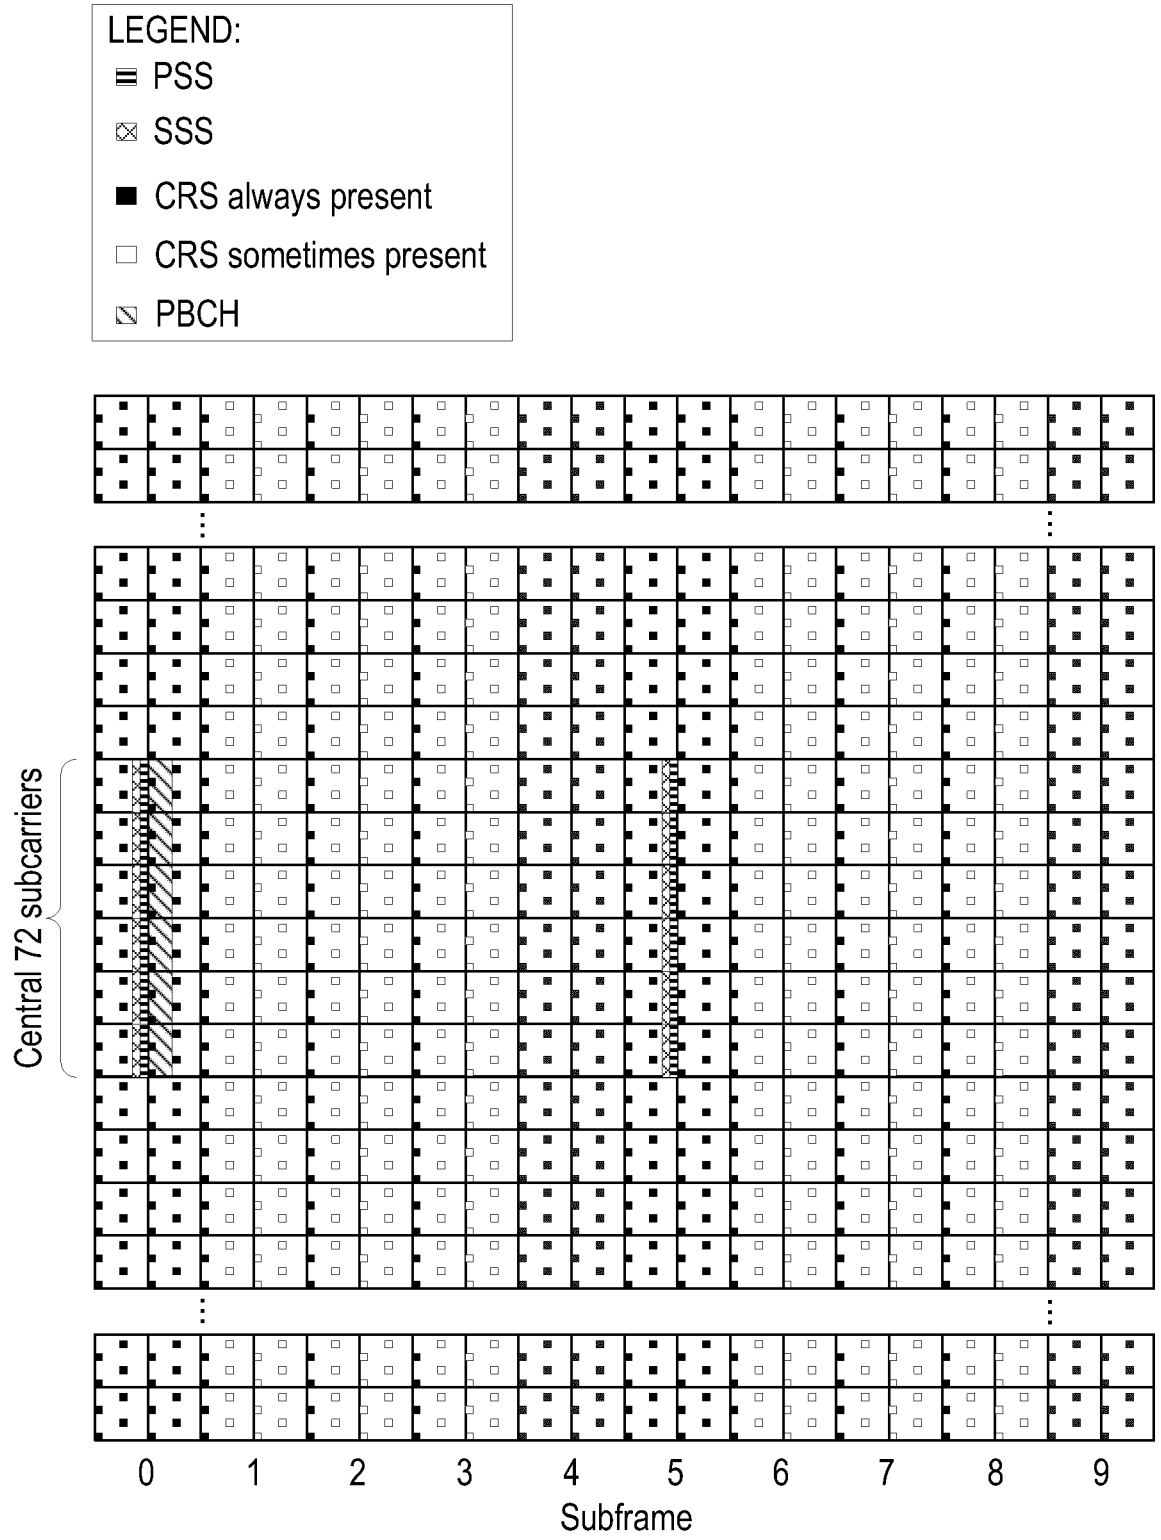 LEGEND:
PSS
SSS
CRS always present
CRS sometimes present
PBCH
Central 72 subcarriers
0 1 2 3 4 5 6 7 8 9
Subframe